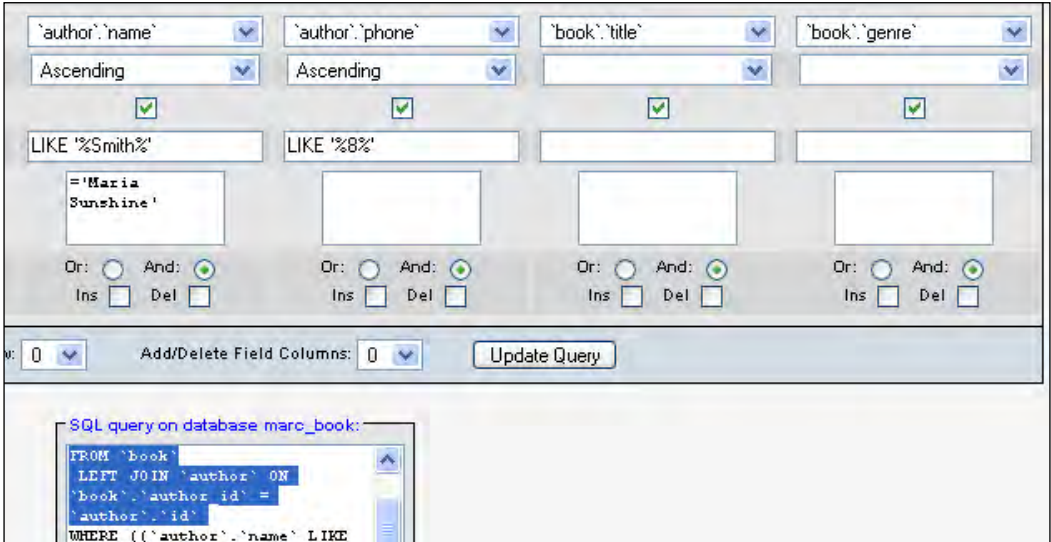 `author`.`name` `author`.`phone` `book`.`title` `book`.`genre`
Ascending Ascending
LIKE '%Smith%' LIKE '%8%'
='Maria
Sunshine'
Or: And: Or: And: Or: And: Or: And:
Ins Del Ins Del Ins Del Ins Del
w: 0 Add/Delete Field Columns: 0 Update Query
SQL query on database marc_book:
FROM `book`
LEFT JOIN `author` ON
`book`.`author_id` =
`author`.`id`
WHERE ((`author`.`name` LIKE